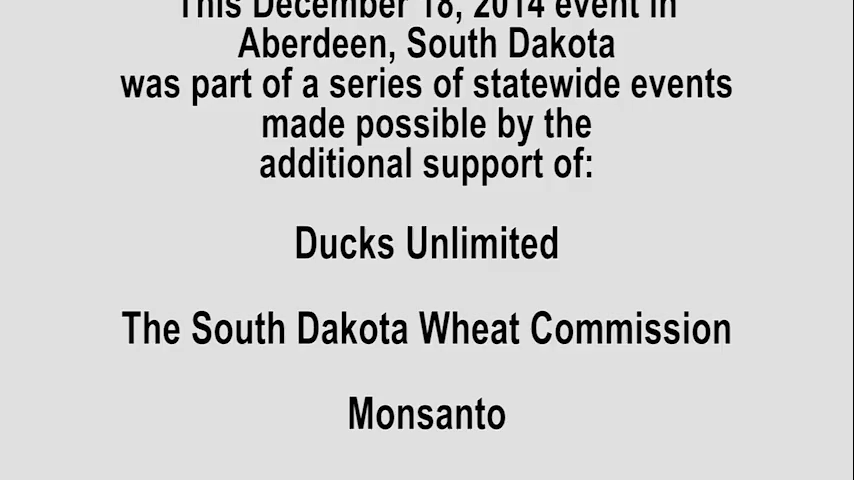 This December 18, 2014 event in
Aberdeen, South Dakota
was part of a series of statewide events
made possible by the
additional support of:
Ducks Unlimited
The South Dakota Wheat Commission
Monsanto